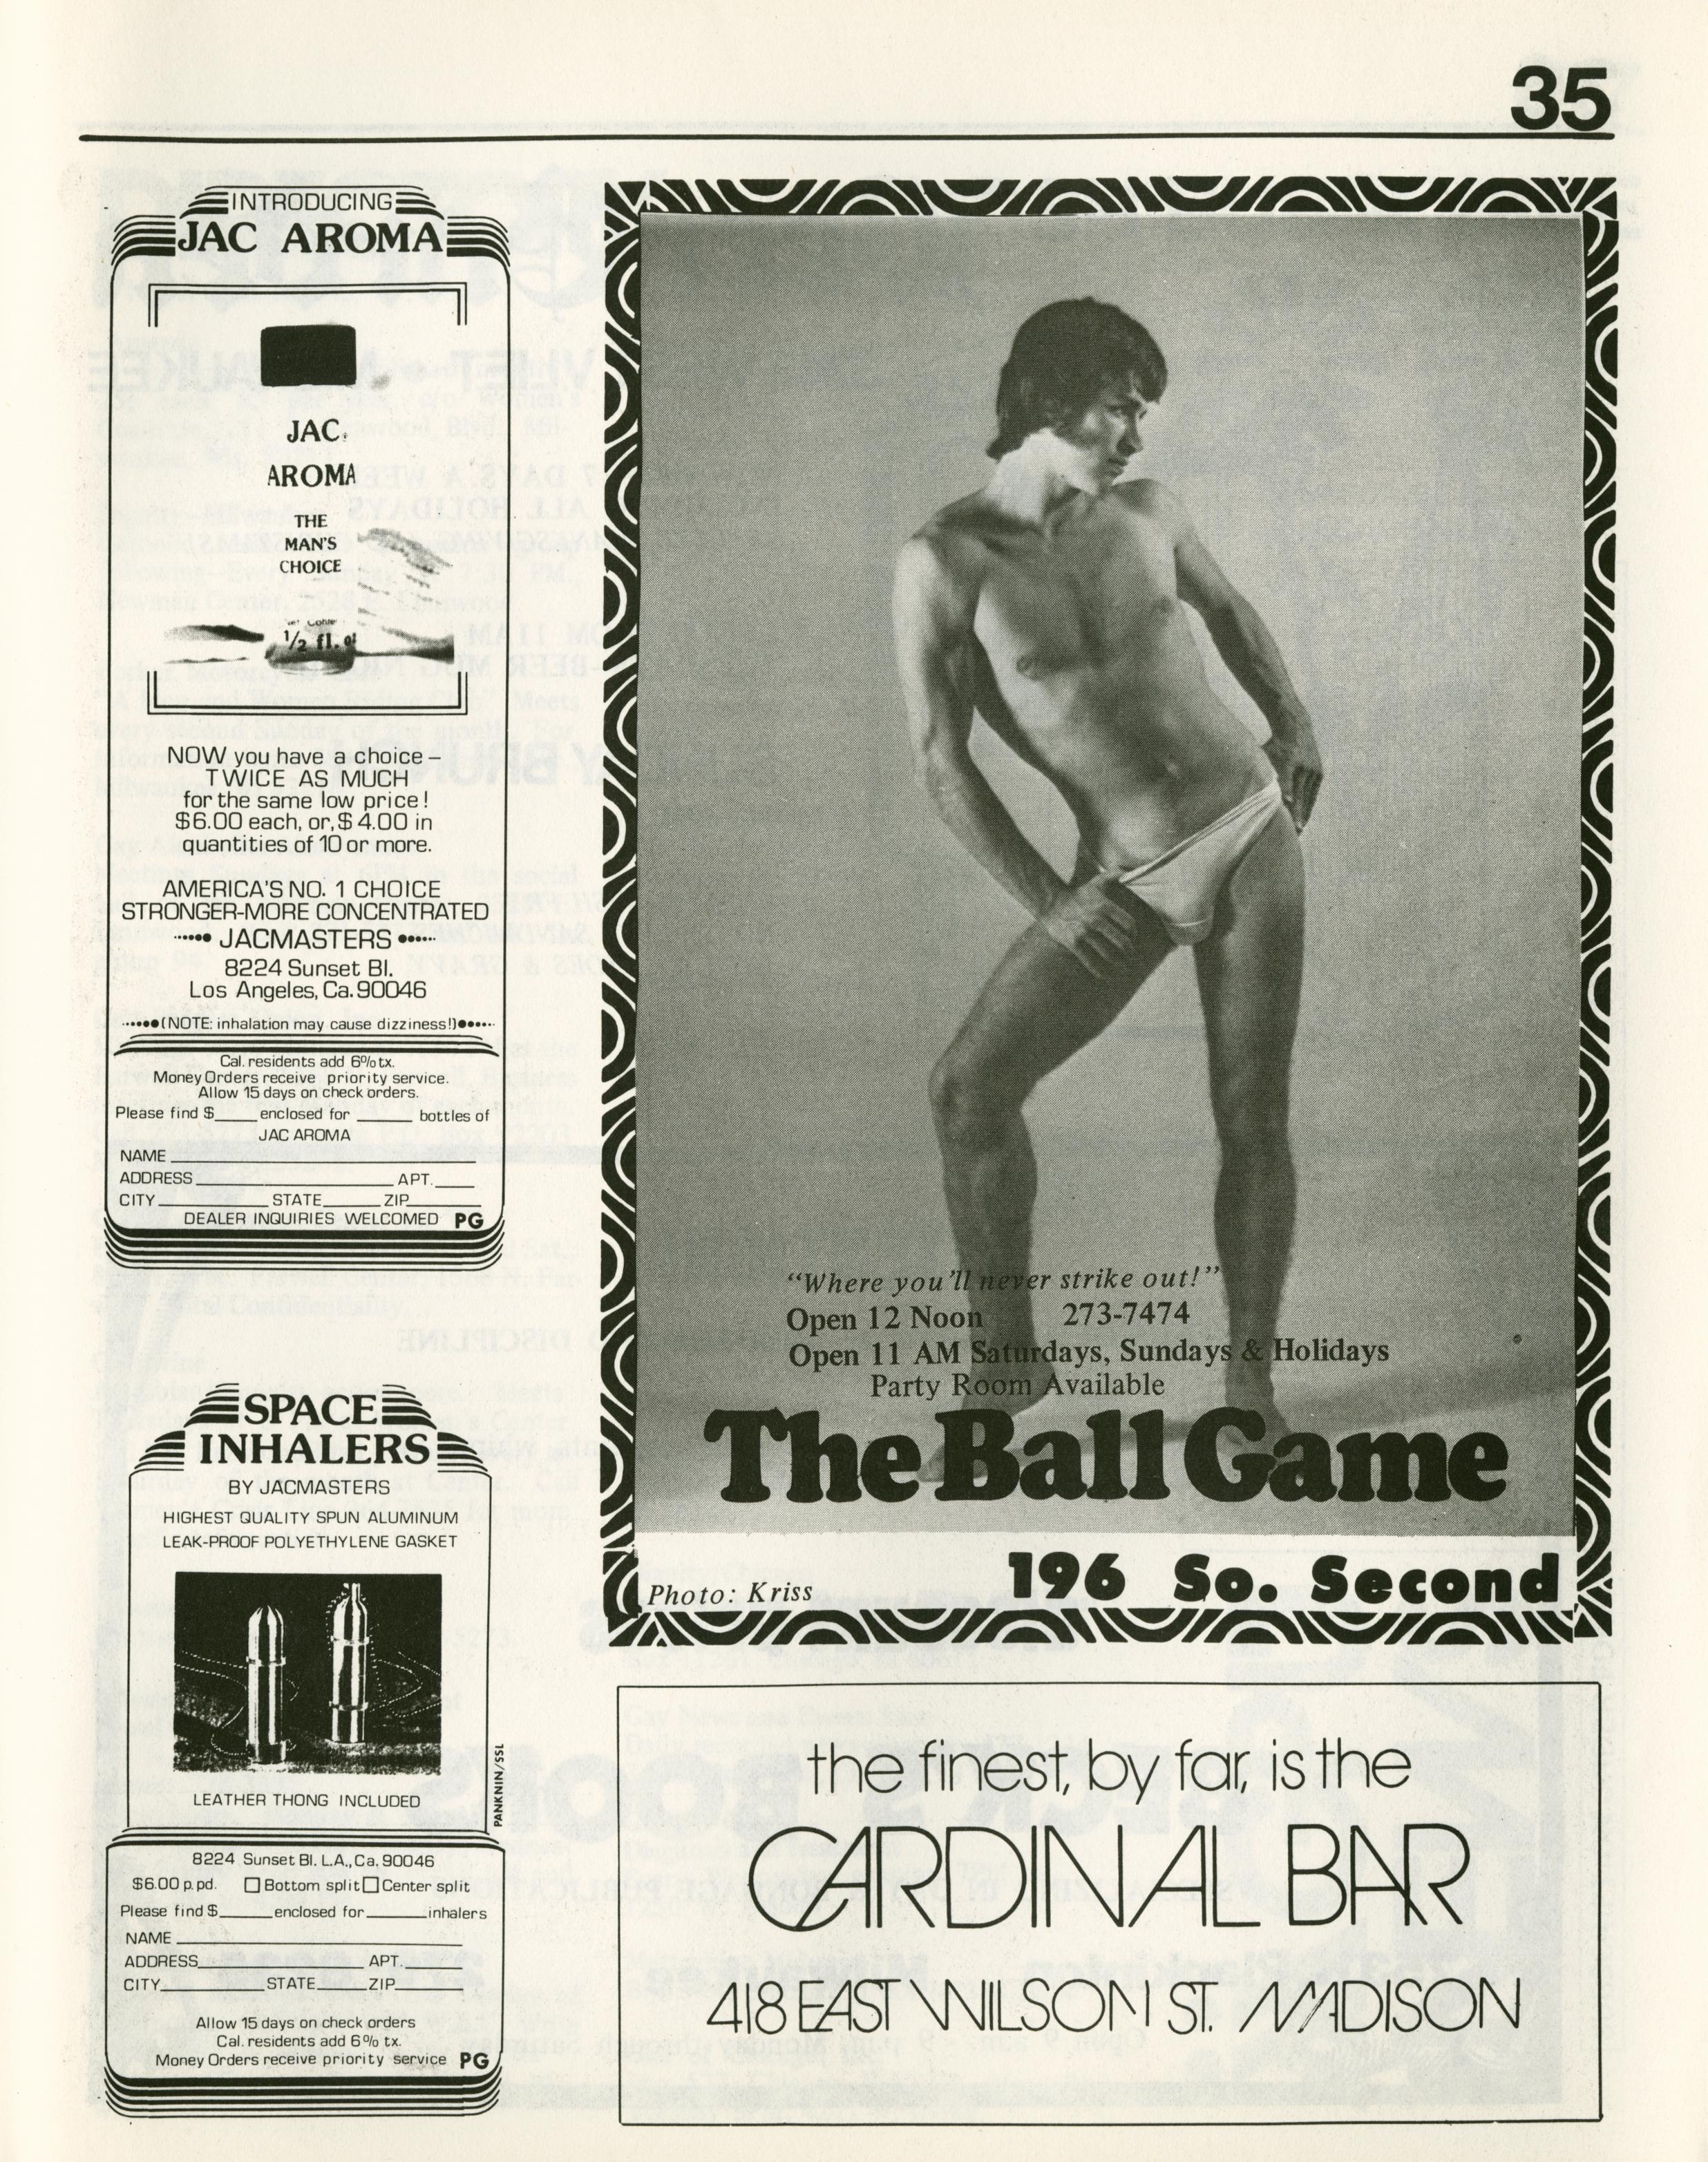 35
INTRODUCING
JAC AROMA
JAC.
AROMA
THE
MAN'S
CHOICE
1/2 fl.
NOW you have a choice –
TWICE AS MUCH
for the same low price!
$6.00 each, or, $4.00 in
quantities of 10 or more.
AMERICA'S NO. 1 CHOICE
STRONGER-MORE CONCENTRATED
JACMASTERS
8224 Sunset Bl.
Los Angeles, Ca. 90046
(NOTE: inhalation may cause dizziness!)
Cal. residents add 6% tx.
Money Orders receive priority service.
Allow 15 days on check orders.
Please find $____ enclosed for ______ bottles of
JAC AROMA
NAME
ADDRESS APT.
CITY STATE ZIP
DEALER INQUIRIES WELCOMED PG
SPACE
INHALERS
BY JACMASTERS
HIGHEST QUALITY SPUN ALUMINUM
LEAK-PROOF POLYETHYLENE GASKET
LEATHER THONG INCLUDED
PANKNIN/SSL
8224 Sunset Bl. L.A., Ca. 90046
$6.00 p.pd. □ Bottom split □ Center split
Please find $______ enclosed for ______ inhalers
NAME
ADDRESS APT.
CITY STATE ZIP
Allow 15 days on check orders
Cal. residents add 6% tx.
Money Orders receive priority service PG
"Where you'll never strike out!"
Open 12 Noon 273-7474
Open 11 AM Saturdays, Sundays & Holidays
Party Room Available
The Ball Game
196 So. Second
Photo: Kriss
the finest, by far, is the
CARDINAL BAR
418 EAST WILSON ST. MADISON